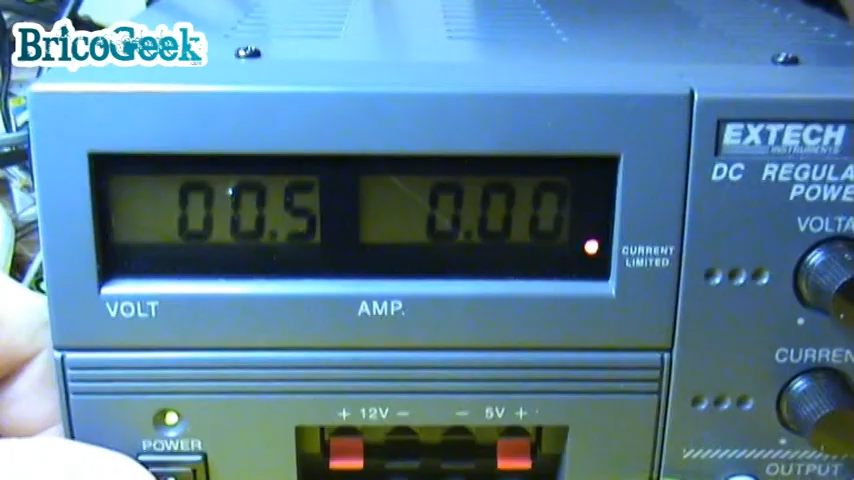 BricoGeek
EXTECH
INSTRUMENTS
DC REGULA
POWE
VOLTA
00.5
0.00
CURRENT
LIMITED
VOLT
AMP.
CURREN
+ 12V − − 5V +
POWER
OUTPUT